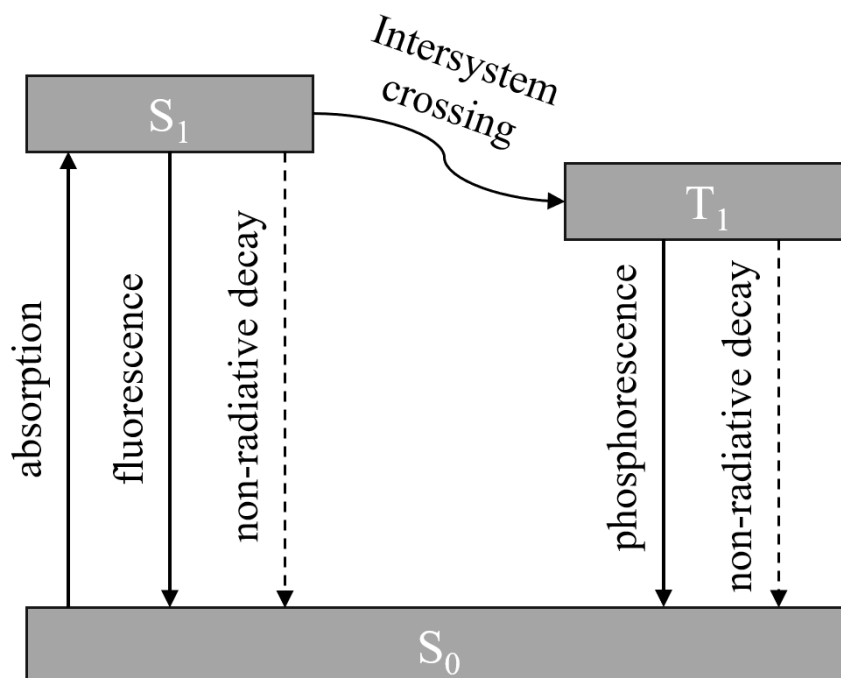 Intersystem
crossing
S₁
T₁
absorption
fluorescence
non-radiative decay
phosphorescence
non-radiative decay
S₀